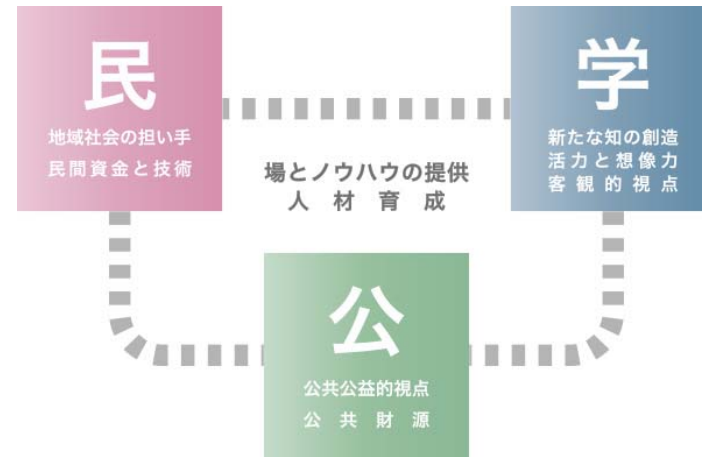 民
地域社会の担い手
民間資金と技術
学
新たな知の創造
活力と想像力
客観的視点
場とノウハウの提供
人材育成
公
公共公益的視点
公共財源